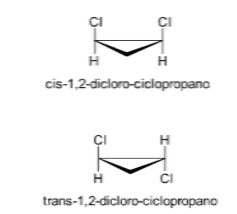 Cl Cl
H H
cis-1,2-dicloro-ciclopropano
Cl H
H Cl
trans-1,2-dicloro-ciclopropano